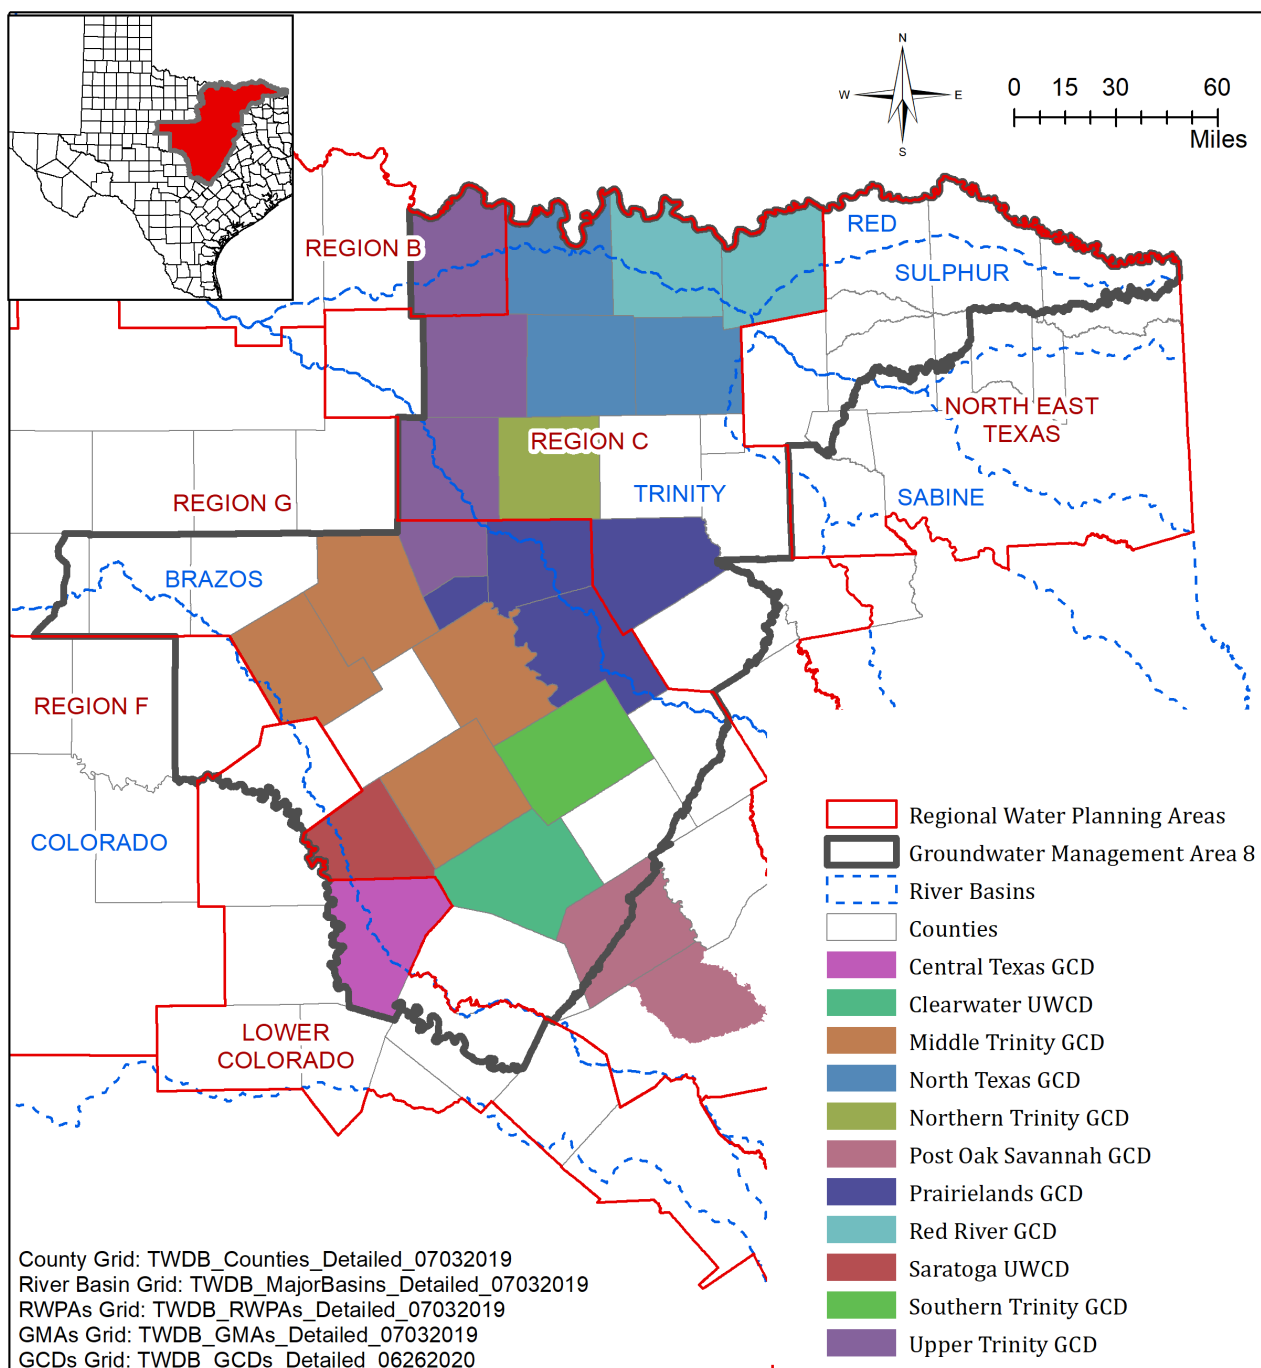 N
W
E
S
0 15 30 60
Miles
REGION B
RED
SULPHUR
NORTH EAST
TEXAS
REGION C
TRINITY
SABINE
REGION G
BRAZOS
REGION F
COLORADO
LOWER
COLORADO
Regional Water Planning Areas
Groundwater Management Area 8
River Basins
Counties
Central Texas GCD
Clearwater UWCD
Middle Trinity GCD
North Texas GCD
Northern Trinity GCD
Post Oak Savannah GCD
Prairielands GCD
Red River GCD
Saratoga UWCD
Southern Trinity GCD
Upper Trinity GCD
County Grid: TWDB_Counties_Detailed_07032019
River Basin Grid: TWDB_MajorBasins_Detailed_07032019
RWPAs Grid: TWDB_RWPAs_Detailed_07032019
GMAs Grid: TWDB_GMAs_Detailed_07032019
GCDs Grid: TWDB_GCDs_Detailed_06262020